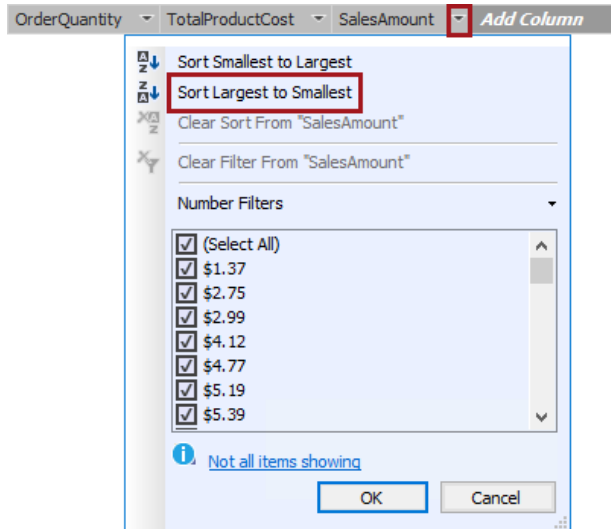 OrderQuantity TotalProductCost SalesAmount Add Column
Sort Smallest to Largest
Sort Largest to Smallest
Clear Sort From "SalesAmount"
Clear Filter From "SalesAmount"
Number Filters
(Select All)
$1.37
$2.75
$2.99
$4.12
$4.77
$5.19
$5.39
Not all items showing
OK Cancel